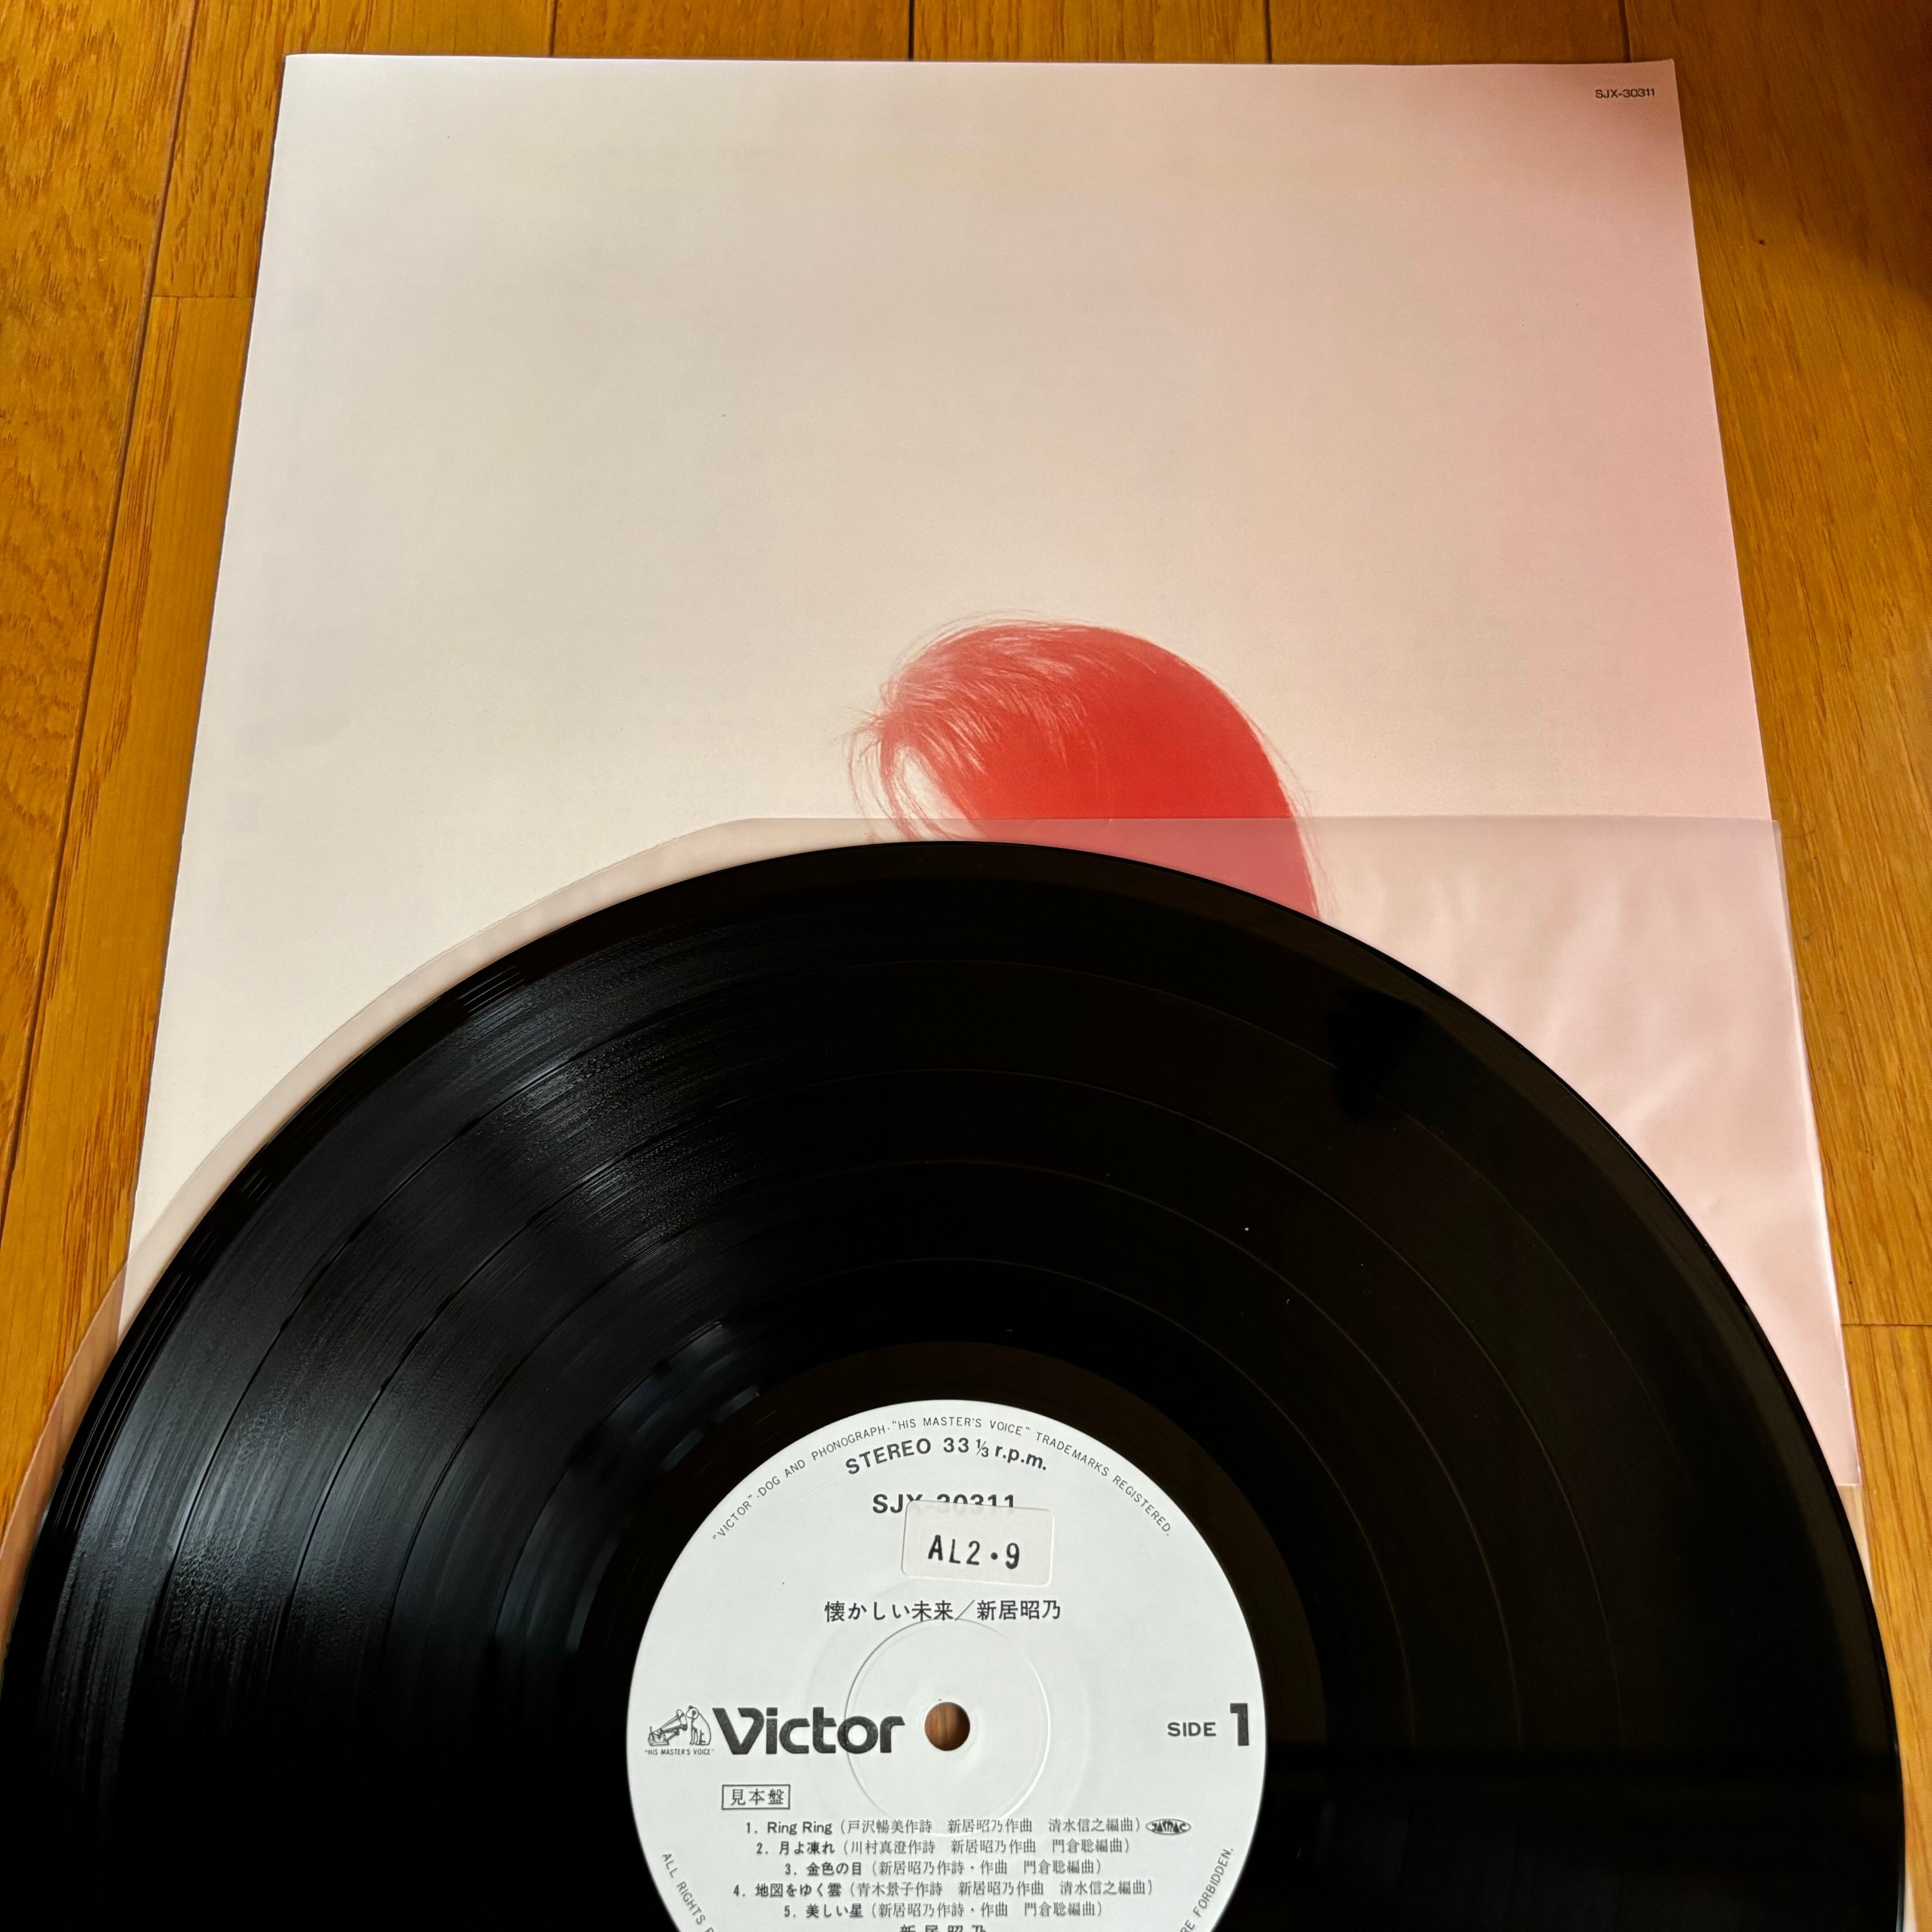 SJX-30311
"VICTOR"-DOG AND PHONOGRAPH-"HIS MASTER'S VOICE" TRADEMARKS REGISTERED.
STEREO 33⅓ r.p.m.
SJX-30311
AL2・9
懐かしい未来／新居昭乃
Victor
"HIS MASTER'S VOICE"
SIDE 1
見本盤
1. Ring Ring（戸沢暢美作詩 新居昭乃作曲 清水信之編曲）JASRAC
2. 月よ凍れ（川村真澄作詩 新居昭乃作曲 門倉聡編曲）
3. 金色の目（新居昭乃作詩・作曲 門倉聡編曲）
4. 地図をゆく雲（青木景子作詩 新居昭乃作曲 清水信之編曲）
5. 美しい星（新居昭乃作詩・作曲 門倉聡編曲）
新居昭乃
ALL RIGHTS
FORBIDDEN.